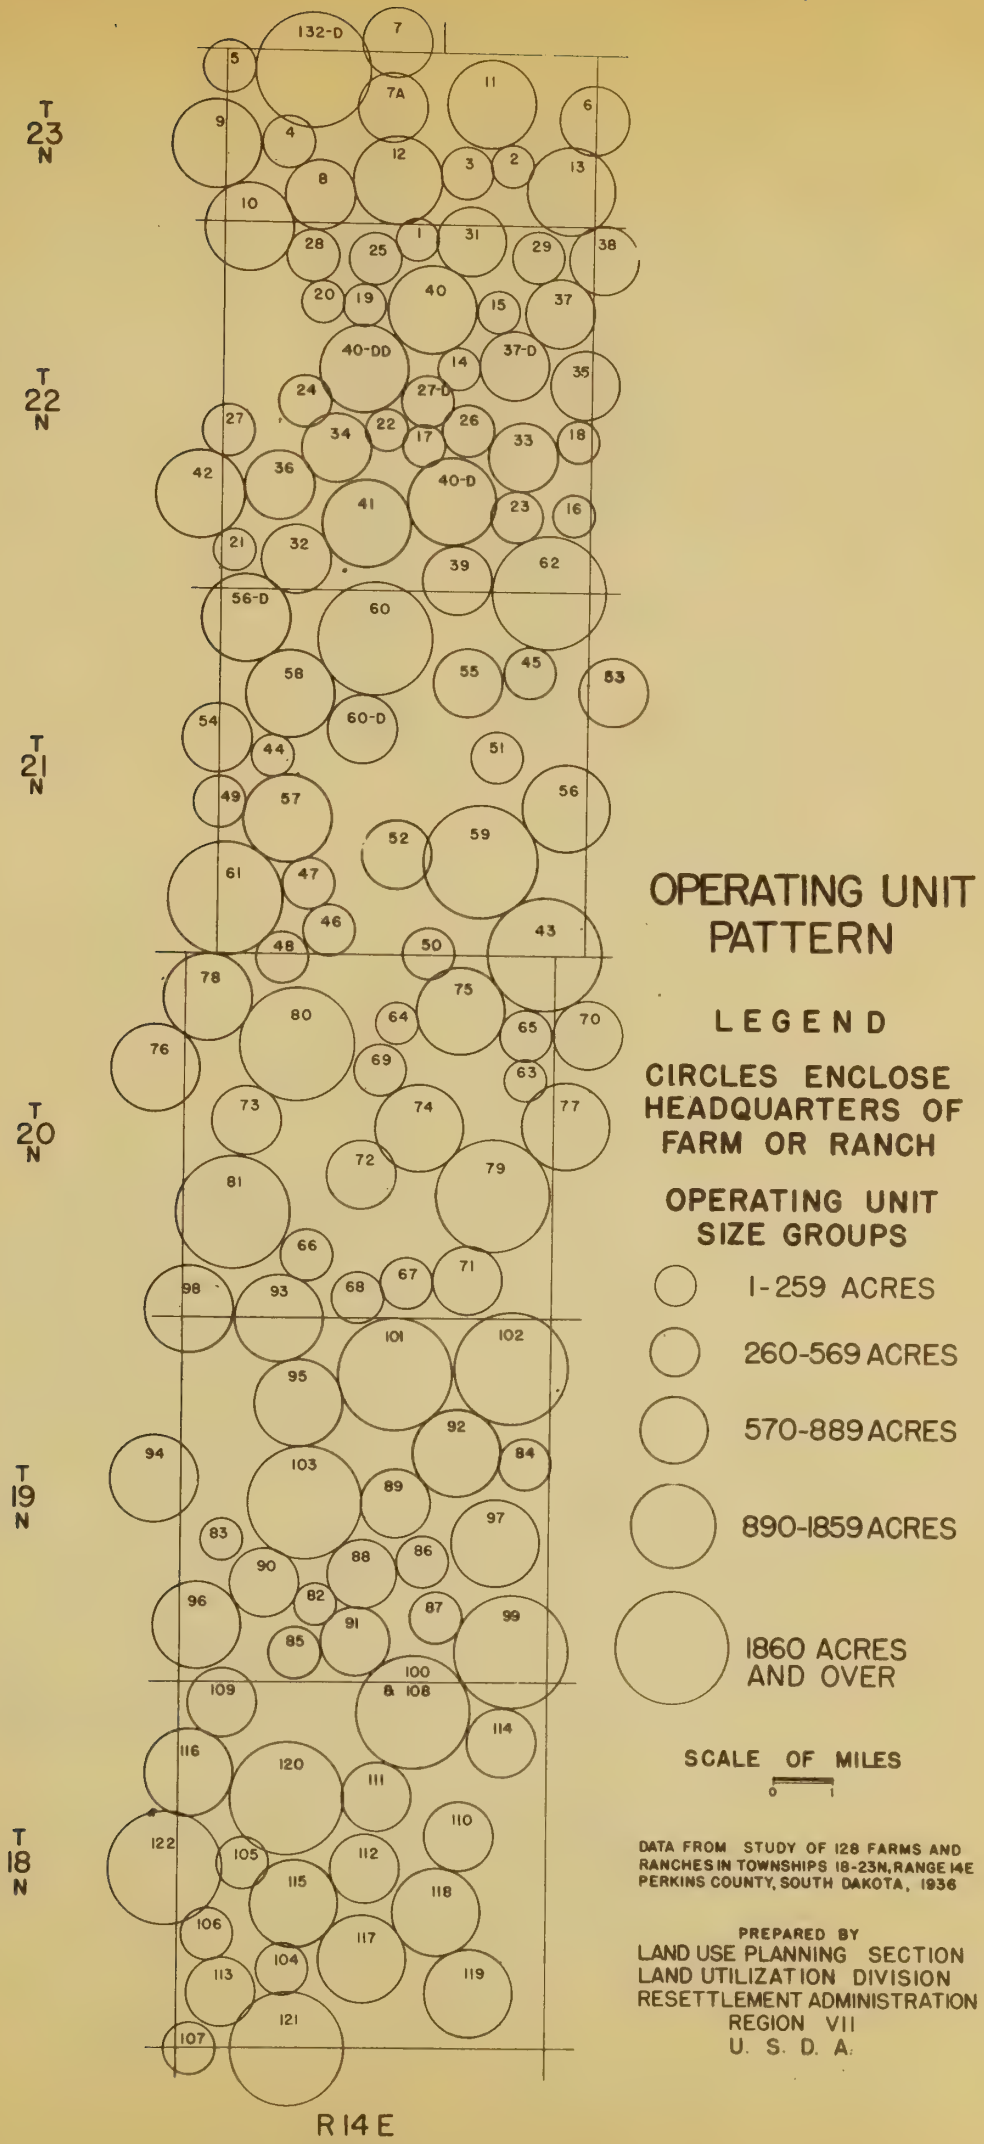 132-D
7
5
7A
11
6
T
23
N
9
4
12
3
2
13
8
10
1
31
28
25
29
38
20
19
40
15
37
40-DD
14
37-D
35
T
22
N
24
27-D
27
22
26
34
17
33
18
42
36
40-D
41
23
16
21
32
39
62
56-D
60
58
55
45
53
54
60-D
T
21
N
44
51
49
57
56
52
59
61
47
46
43
48
50
78
75
80
64
65
70
76
69
63
T
20
N
73
74
77
72
79
81
66
98
93
68
67
71
101
102
95
92
94
84
T
19
N
103
89
83
97
90
88
86
96
82
87
99
85
91
100
& 108
109
114
116
120
111
110
T
18
N
122
105
112
115
118
106
117
113
104
119
121
107
R 14 E
OPERATING UNIT
PATTERN
LEGEND
CIRCLES ENCLOSE
HEADQUARTERS OF
FARM OR RANCH
OPERATING UNIT
SIZE GROUPS
1-259 ACRES
260-569 ACRES
570-889 ACRES
890-1859 ACRES
1860 ACRES
AND OVER
SCALE OF MILES
0 1
DATA FROM STUDY OF 128 FARMS AND
RANCHES IN TOWNSHIPS 18-23N, RANGE 14E
PERKINS COUNTY, SOUTH DAKOTA, 1936
PREPARED BY
LAND USE PLANNING SECTION
LAND UTILIZATION DIVISION
RESETTLEMENT ADMINISTRATION
REGION VII
U. S. D. A.